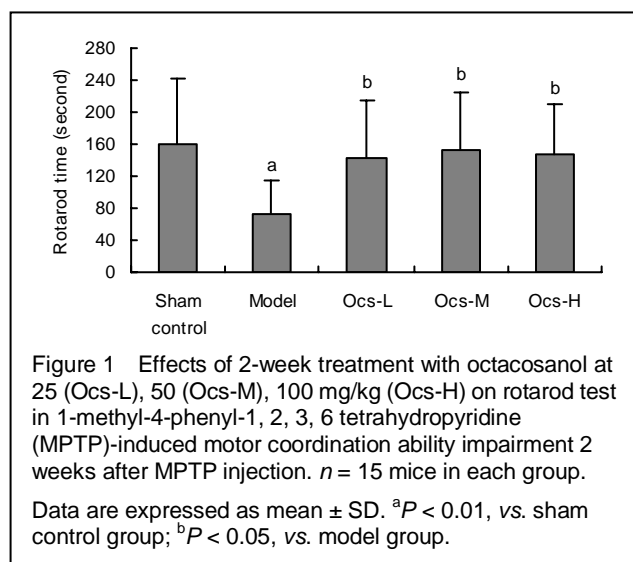 280
240
200
160
120
80
40
0
Rotarod time (second)
a
b
b
b
Sham control
Model
Ocs-L
Ocs-M
Ocs-H
Figure 1 Effects of 2-week treatment with octacosanol at
25 (Ocs-L), 50 (Ocs-M), 100 mg/kg (Ocs-H) on rotarod test
in 1-methyl-4-phenyl-1, 2, 3, 6 tetrahydropyridine
(MPTP)-induced motor coordination ability impairment 2
weeks after MPTP injection. n = 15 mice in each group.
Data are expressed as mean ± SD. ᵃP < 0.01, vs. sham
control group; ᵇP < 0.05, vs. model group.